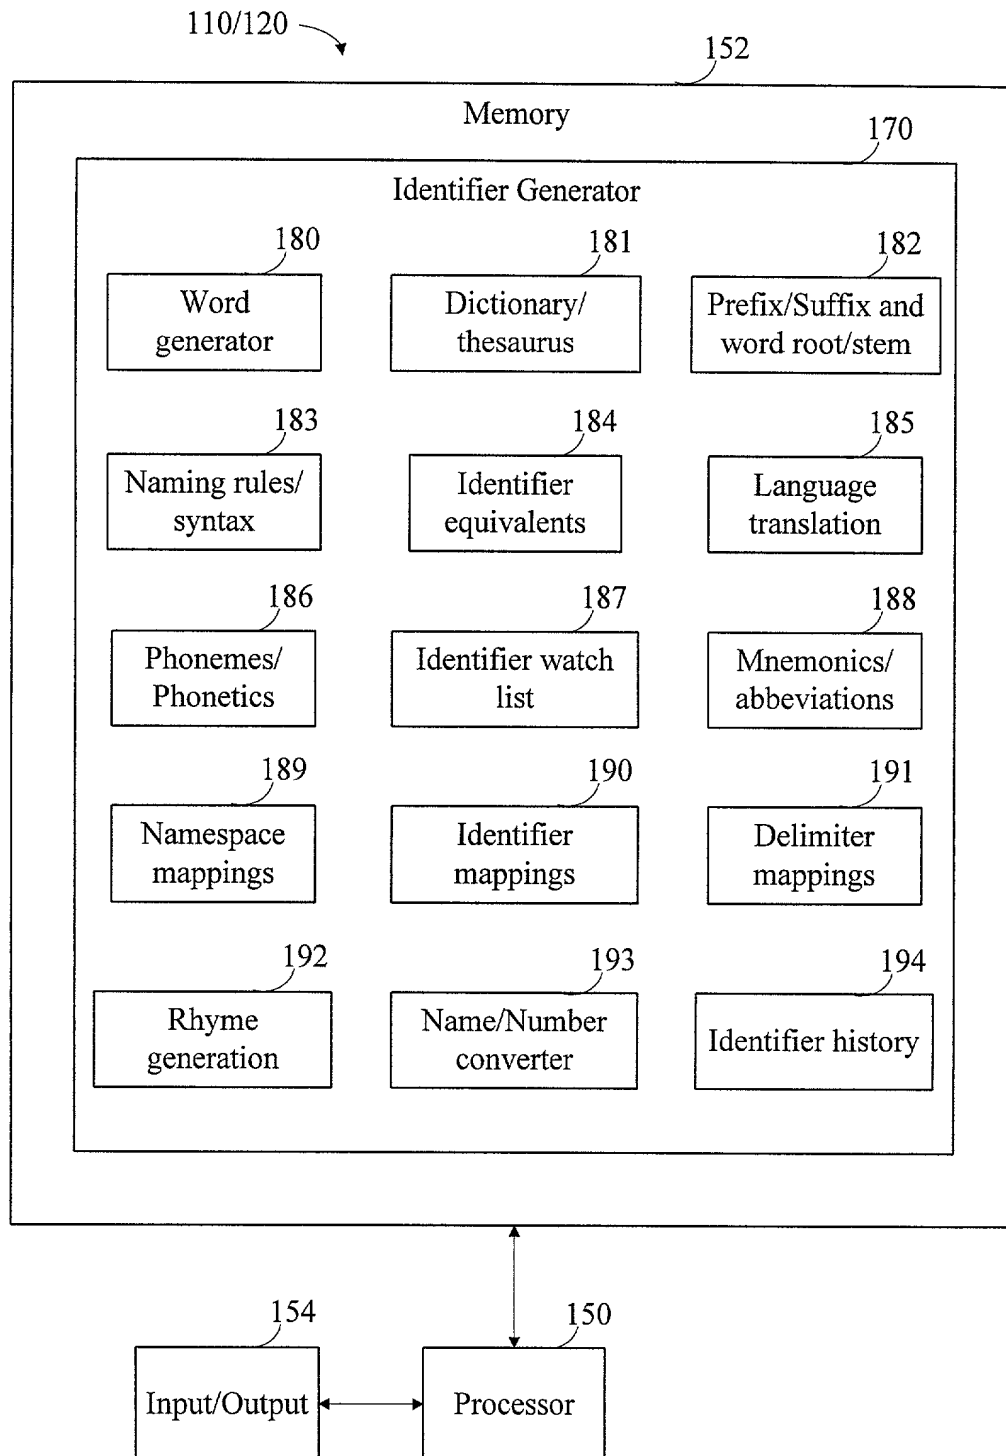 110/120
152
Memory
170
Identifier Generator
180
181
182
Word
generator
Dictionary/
thesaurus
Prefix/Suffix and
word root/stem
183
184
185
Naming rules/
syntax
Identifier
equivalents
Language
translation
186
187
188
Phonemes/
Phonetics
Identifier watch
list
Mnemonics/
abbeviations
189
190
191
Namespace
mappings
Identifier
mappings
Delimiter
mappings
192
193
194
Rhyme
generation
Name/Number
converter
Identifier history
154
150
Input/Output
Processor